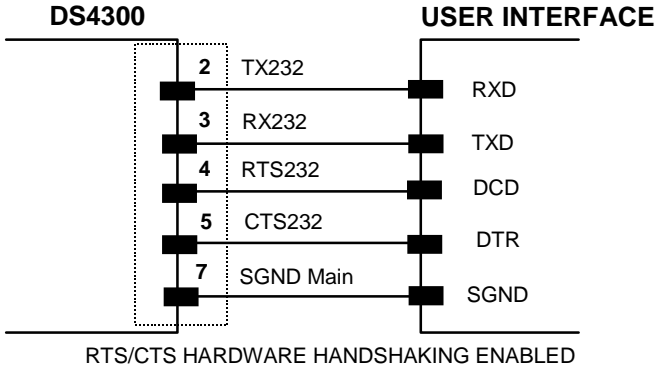 DS4300 USER INTERFACE
2 TX232 RXD
3 RX232 TXD
4 RTS232 DCD
5 CTS232 DTR
7 SGND Main SGND
RTS/CTS HARDWARE HANDSHAKING ENABLED